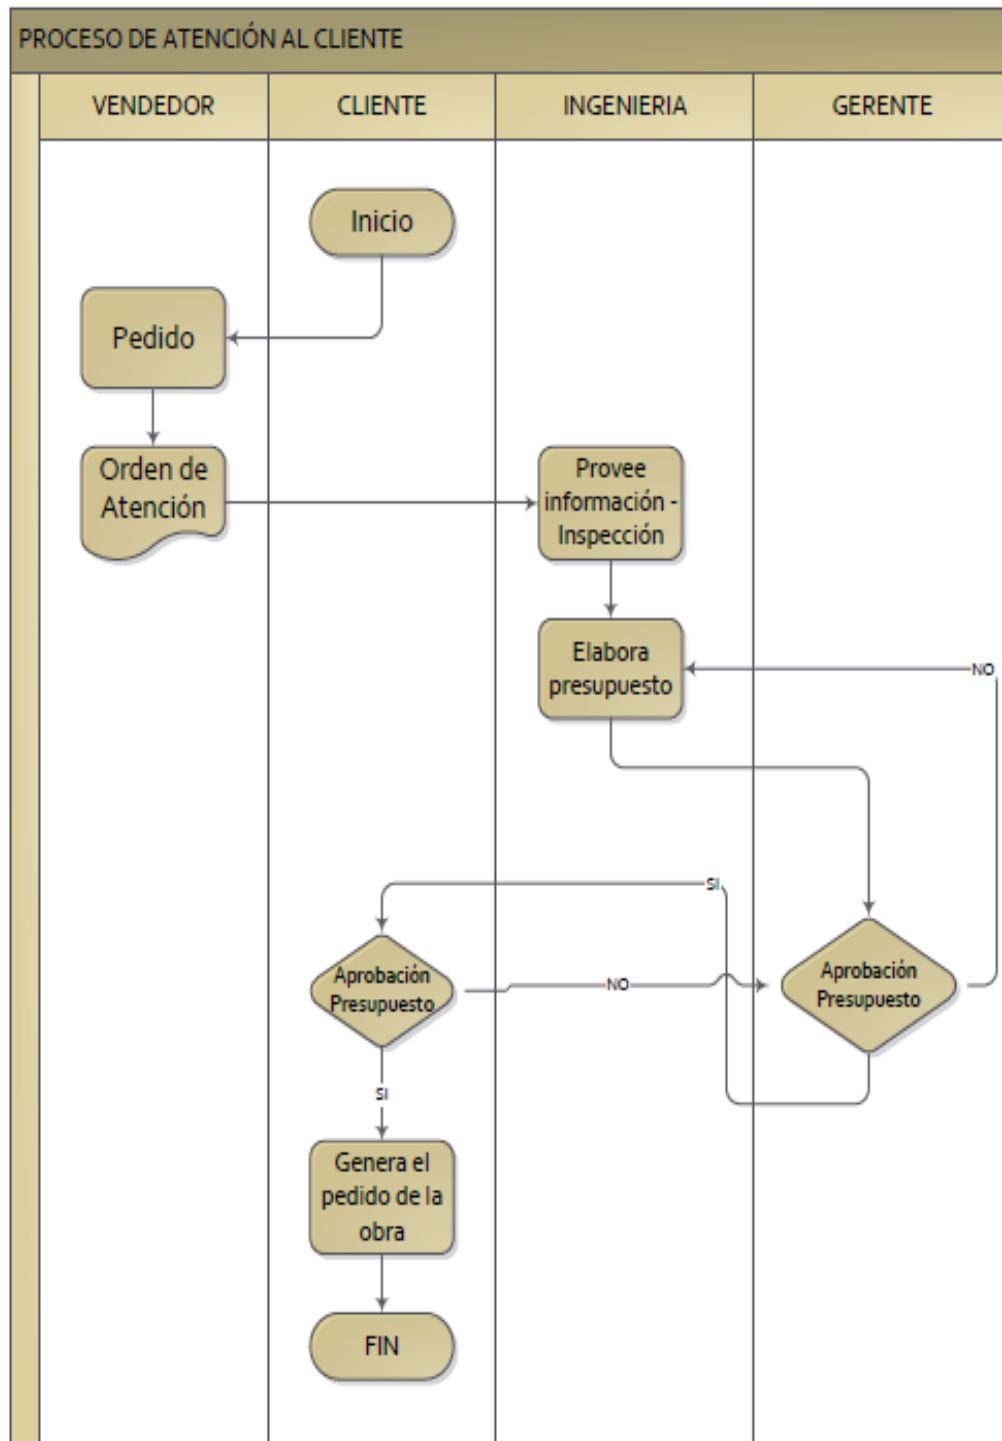 PROCESO DE ATENCIÓN AL CLIENTE
VENDEDOR
CLIENTE
INGENIERIA
GERENTE
Inicio
Pedido
Orden de
Atención
Provee
información -
Inspección
Elabora
presupuesto
NO
SI
Aprobación
Presupuesto
NO
Aprobación
Presupuesto
SI
Genera el
pedido de la
obra
FIN